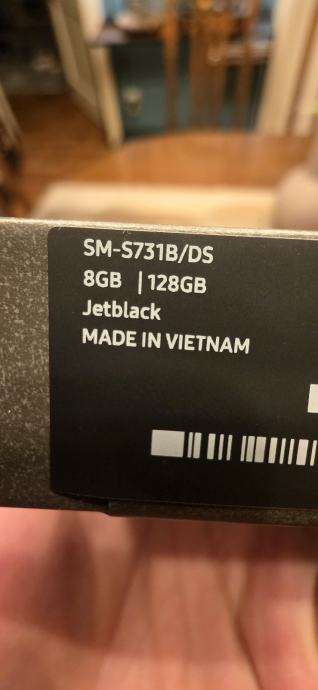 SM-S731B/DS
8GB | 128GB
Jetblack
MADE IN VIETNAM